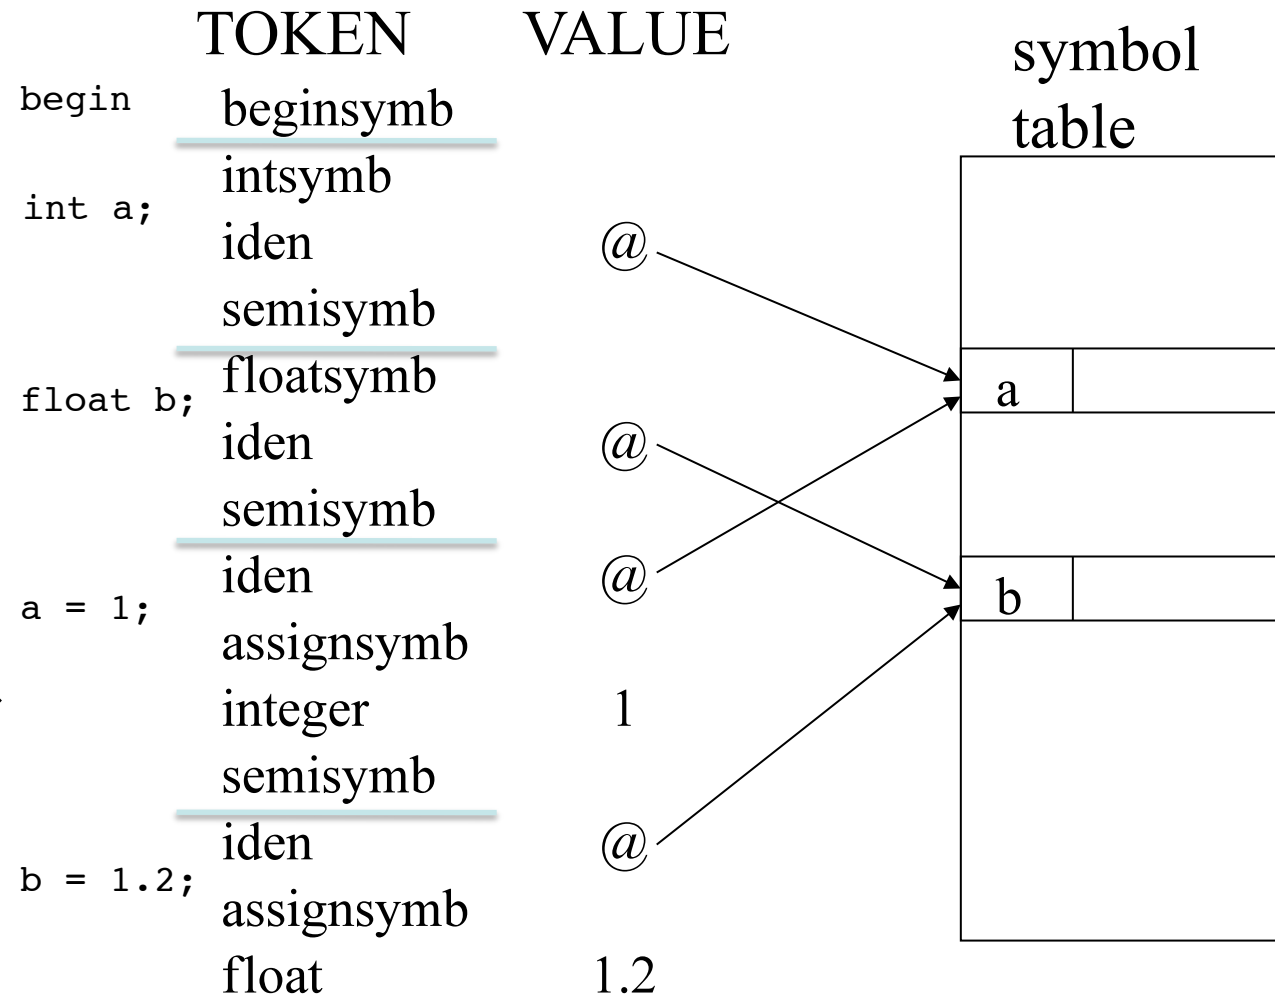 TOKEN VALUE
symbol
table
begin beginsymb
intsymb
int a;
iden @
semisymb
floatsymb
a
float b;
iden @
semisymb
iden @
b
a = 1;
assignsymb
integer 1
semisymb
iden @
b = 1.2;
assignsymb
float 1.2